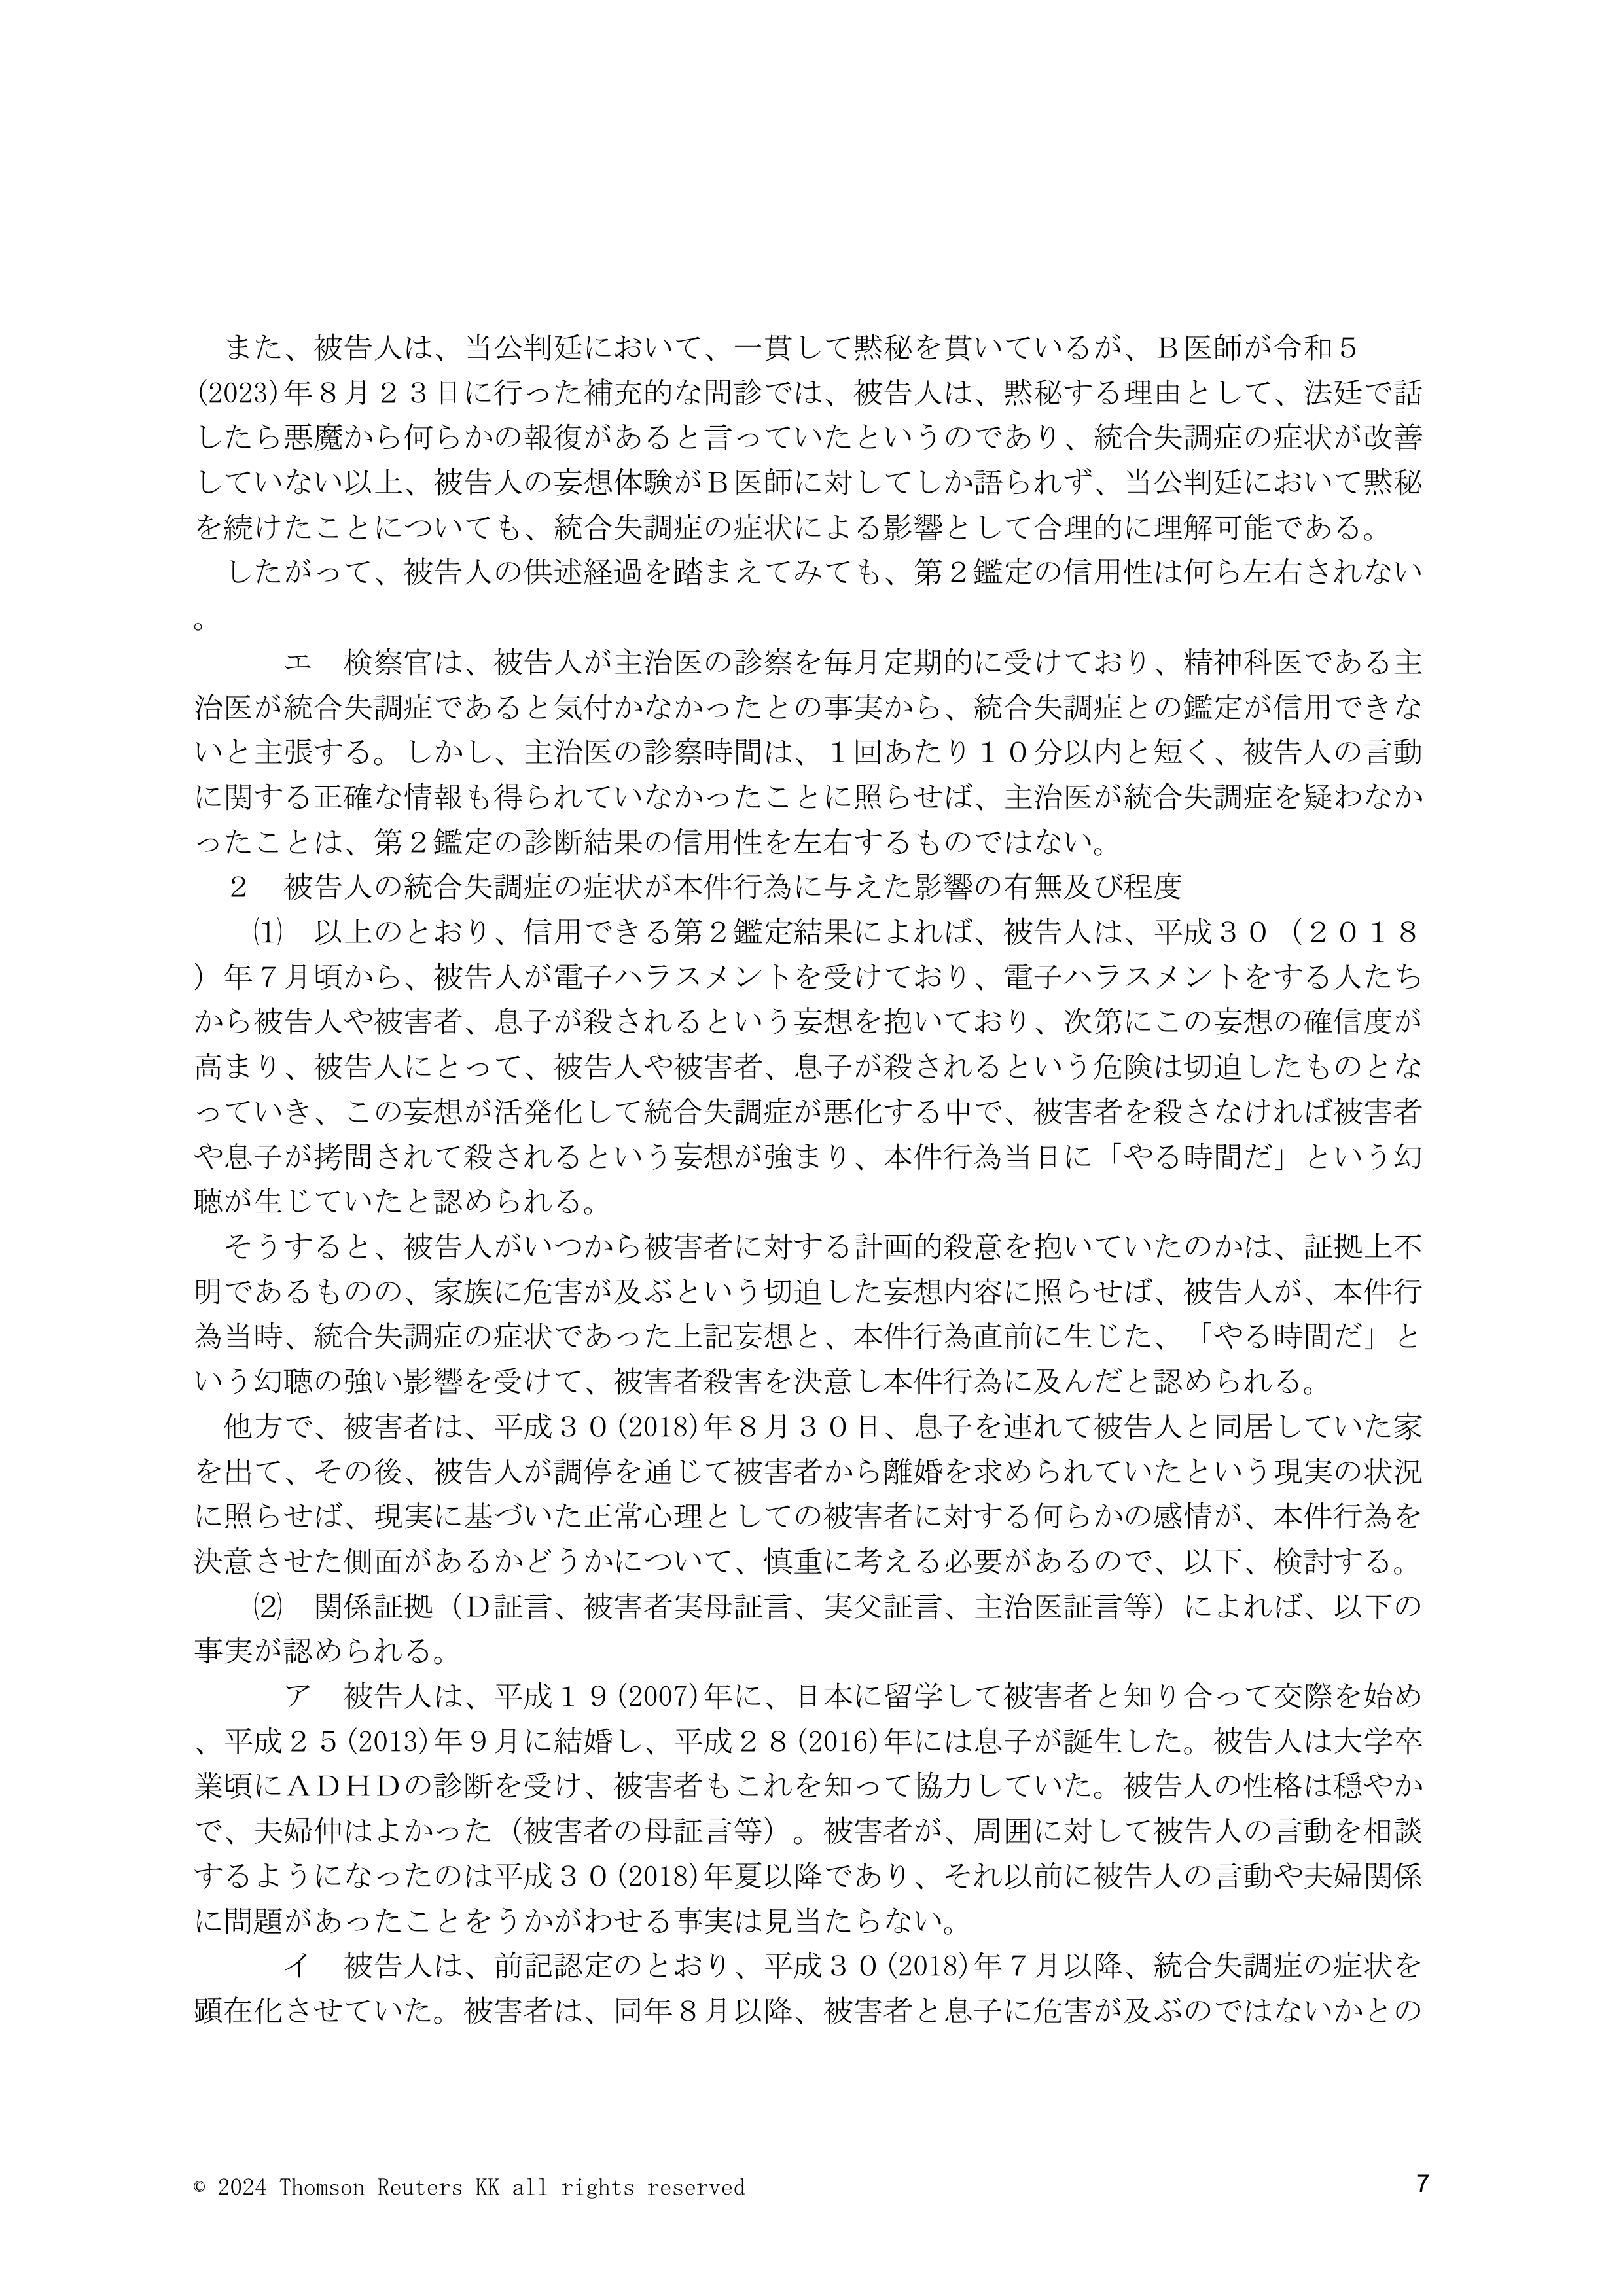 また、被告人は、当公判廷において、一貫して黙秘を貫いているが、Ｂ医師が令和５
(2023)年８月２３日に行った補充的な問診では、被告人は、黙秘する理由として、法廷で話
したら悪魔から何らかの報復があると言っていたというのであり、統合失調症の症状が改善
していない以上、被告人の妄想体験がＢ医師に対してしか語られず、当公判廷において黙秘
を続けたことについても、統合失調症の症状による影響として合理的に理解可能である。
　したがって、被告人の供述経過を踏まえてみても、第２鑑定の信用性は何ら左右されない
。
　　　エ　検察官は、被告人が主治医の診察を毎月定期的に受けており、精神科医である主
治医が統合失調症であると気付かなかったとの事実から、統合失調症との鑑定が信用できな
いと主張する。しかし、主治医の診察時間は、１回あたり１０分以内と短く、被告人の言動
に関する正確な情報も得られていなかったことに照らせば、主治医が統合失調症を疑わなか
ったことは、第２鑑定の診断結果の信用性を左右するものではない。
　２　被告人の統合失調症の症状が本件行為に与えた影響の有無及び程度
　　⑴　以上のとおり、信用できる第２鑑定結果によれば、被告人は、平成３０（２０１８
）年７月頃から、被告人が電子ハラスメントを受けており、電子ハラスメントをする人たち
から被告人や被害者、息子が殺されるという妄想を抱いており、次第にこの妄想の確信度が
高まり、被告人にとって、被告人や被害者、息子が殺されるという危険は切迫したものとな
っていき、この妄想が活発化して統合失調症が悪化する中で、被害者を殺さなければ被害者
や息子が拷問されて殺されるという妄想が強まり、本件行為当日に「やる時間だ」という幻
聴が生じていたと認められる。
　そうすると、被告人がいつから被害者に対する計画的殺意を抱いていたのかは、証拠上不
明であるものの、家族に危害が及ぶという切迫した妄想内容に照らせば、被告人が、本件行
為当時、統合失調症の症状であった上記妄想と、本件行為直前に生じた、「やる時間だ」と
いう幻聴の強い影響を受けて、被害者殺害を決意し本件行為に及んだと認められる。
　他方で、被害者は、平成３０(2018)年８月３０日、息子を連れて被告人と同居していた家
を出て、その後、被告人が調停を通じて被害者から離婚を求められていたという現実の状況
に照らせば、現実に基づいた正常心理としての被害者に対する何らかの感情が、本件行為を
決意させた側面があるかどうかについて、慎重に考える必要があるので、以下、検討する。
　　⑵　関係証拠（Ｄ証言、被害者実母証言、実父証言、主治医証言等）によれば、以下の
事実が認められる。
　　　ア　被告人は、平成１９(2007)年に、日本に留学して被害者と知り合って交際を始め
、平成２５(2013)年９月に結婚し、平成２８(2016)年には息子が誕生した。被告人は大学卒
業頃にＡＤＨＤの診断を受け、被害者もこれを知って協力していた。被告人の性格は穏やか
で、夫婦仲はよかった（被害者の母証言等）。被害者が、周囲に対して被告人の言動を相談
するようになったのは平成３０(2018)年夏以降であり、それ以前に被告人の言動や夫婦関係
に問題があったことをうかがわせる事実は見当たらない。
　　　イ　被告人は、前記認定のとおり、平成３０(2018)年７月以降、統合失調症の症状を
顕在化させていた。被害者は、同年８月以降、被害者と息子に危害が及ぶのではないかとの
© 2024 Thomson Reuters KK all rights reserved
7